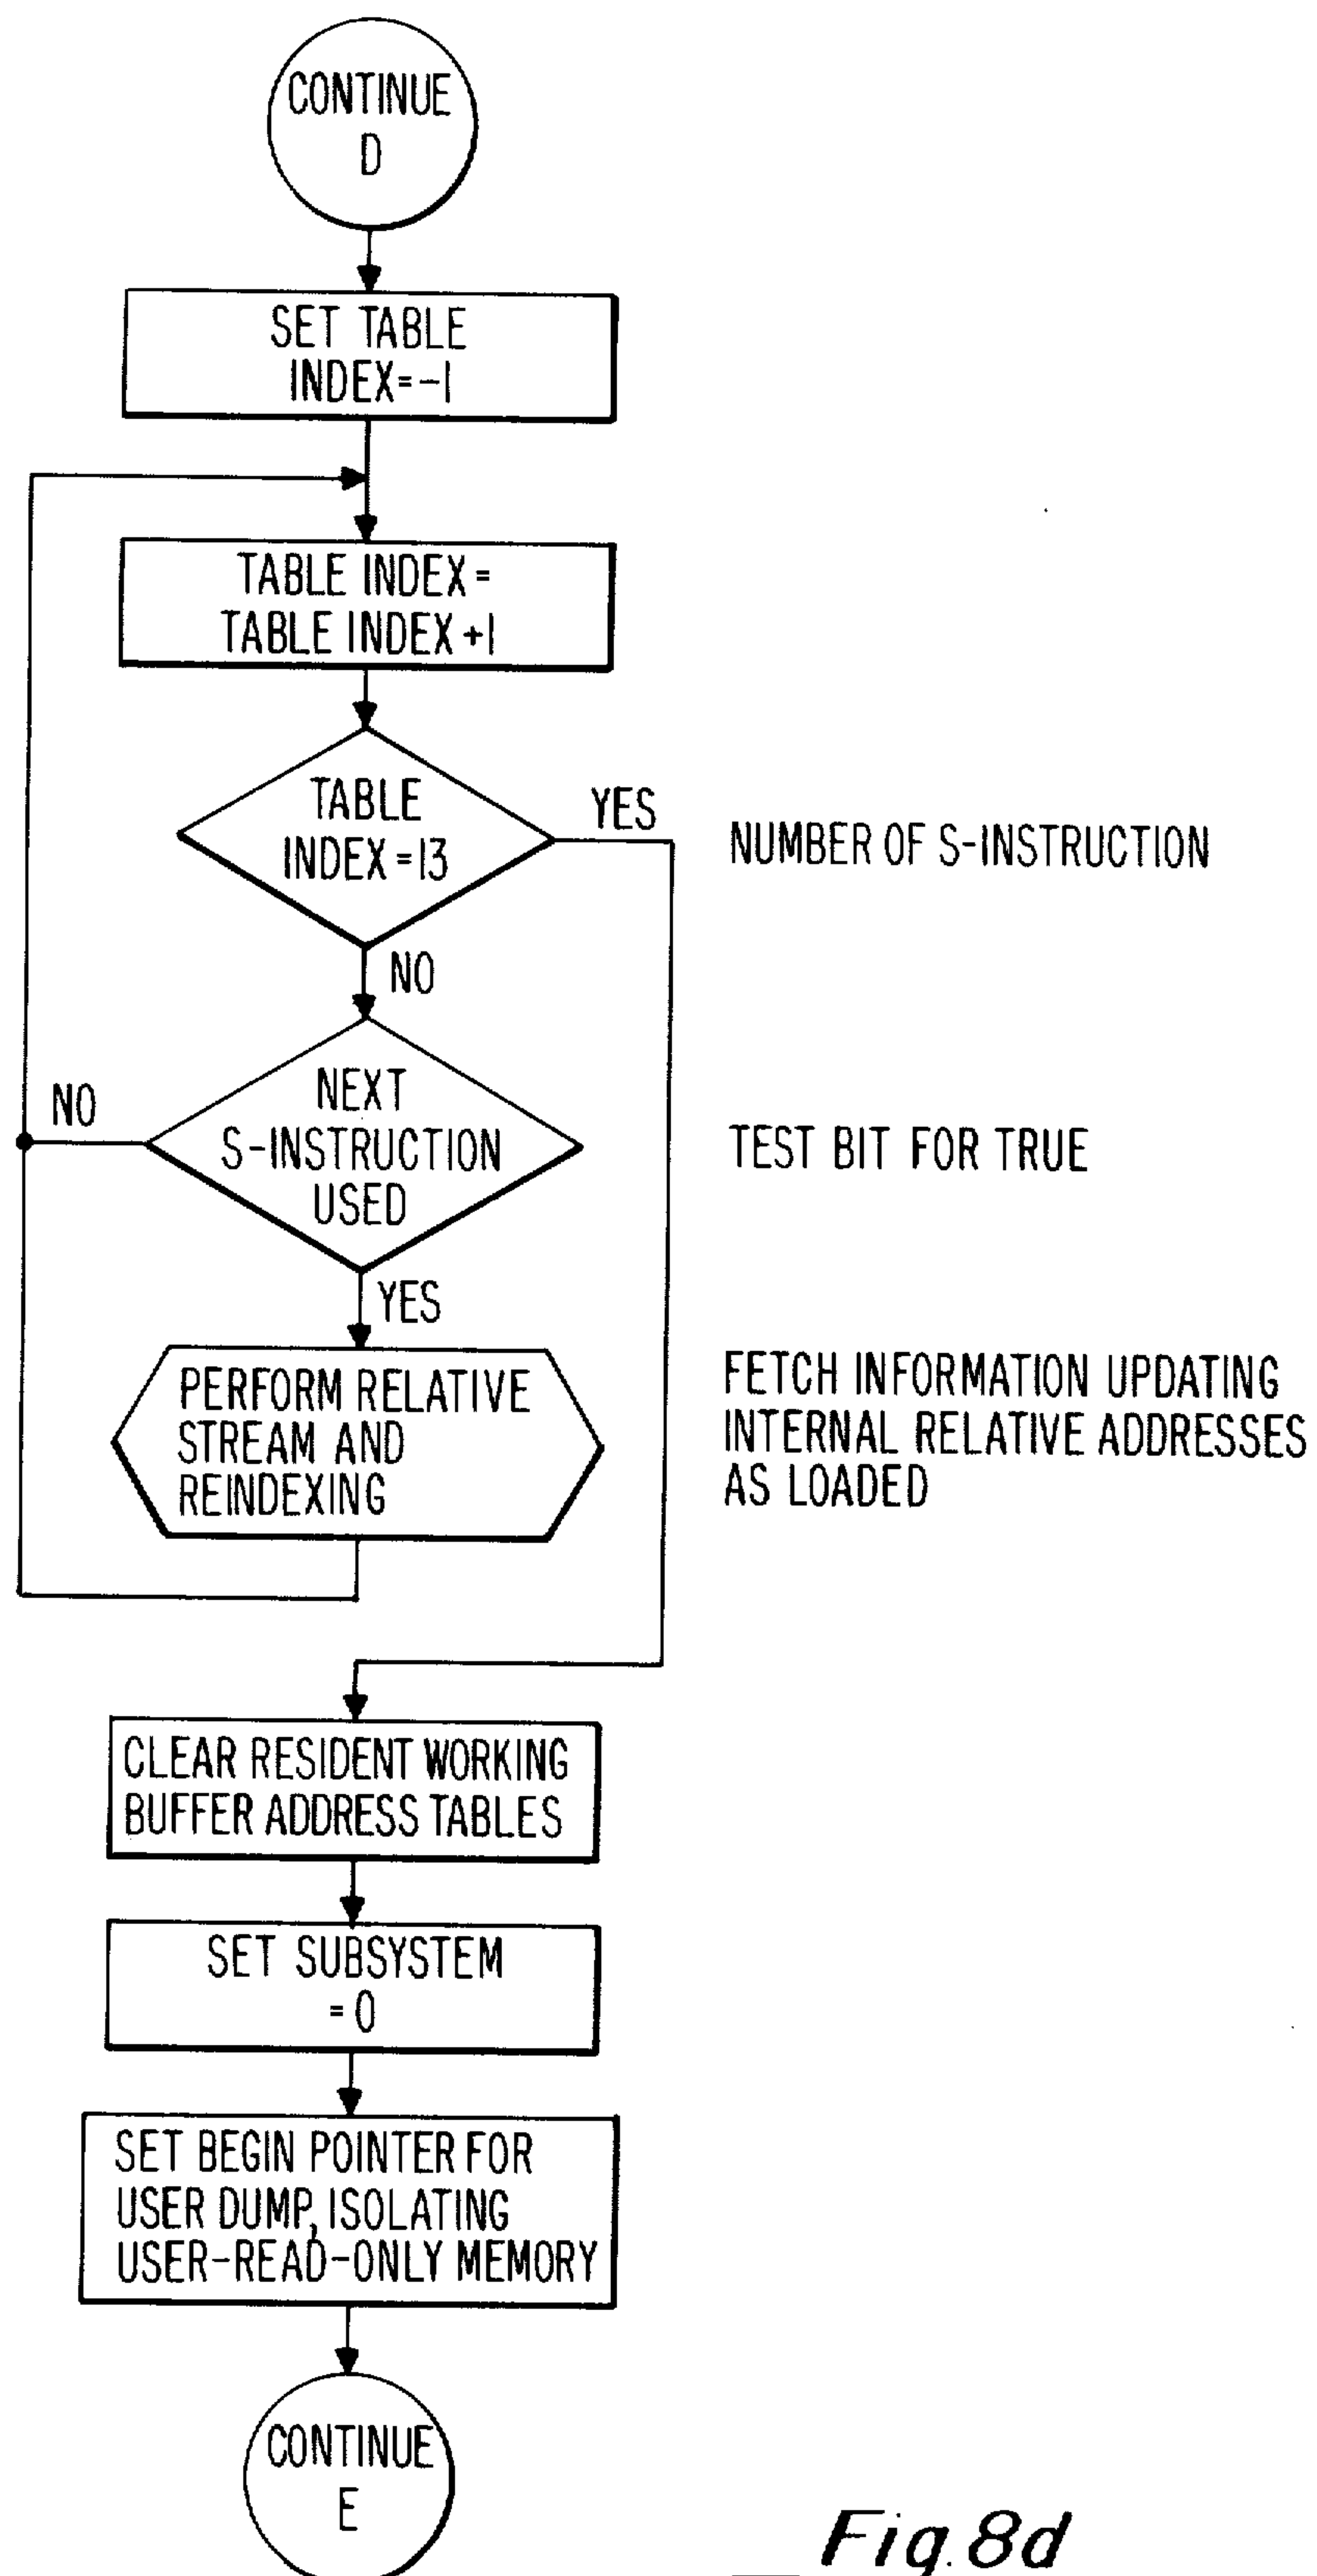 CONTINUE
D
SET TABLE
INDEX=-1
TABLE INDEX=
TABLE INDEX+1
TABLE
INDEX=13
YES
NUMBER OF S-INSTRUCTION
NO
NEXT
S-INSTRUCTION
USED
NO
TEST BIT FOR TRUE
YES
PERFORM RELATIVE
STREAM AND
REINDEXING
FETCH INFORMATION UPDATING
INTERNAL RELATIVE ADDRESSES
AS LOADED
CLEAR RESIDENT WORKING
BUFFER ADDRESS TABLES
SET SUBSYSTEM
=0
SET BEGIN POINTER FOR
USER DUMP, ISOLATING
USER-READ-ONLY MEMORY
CONTINUE
E
Fig. 8d